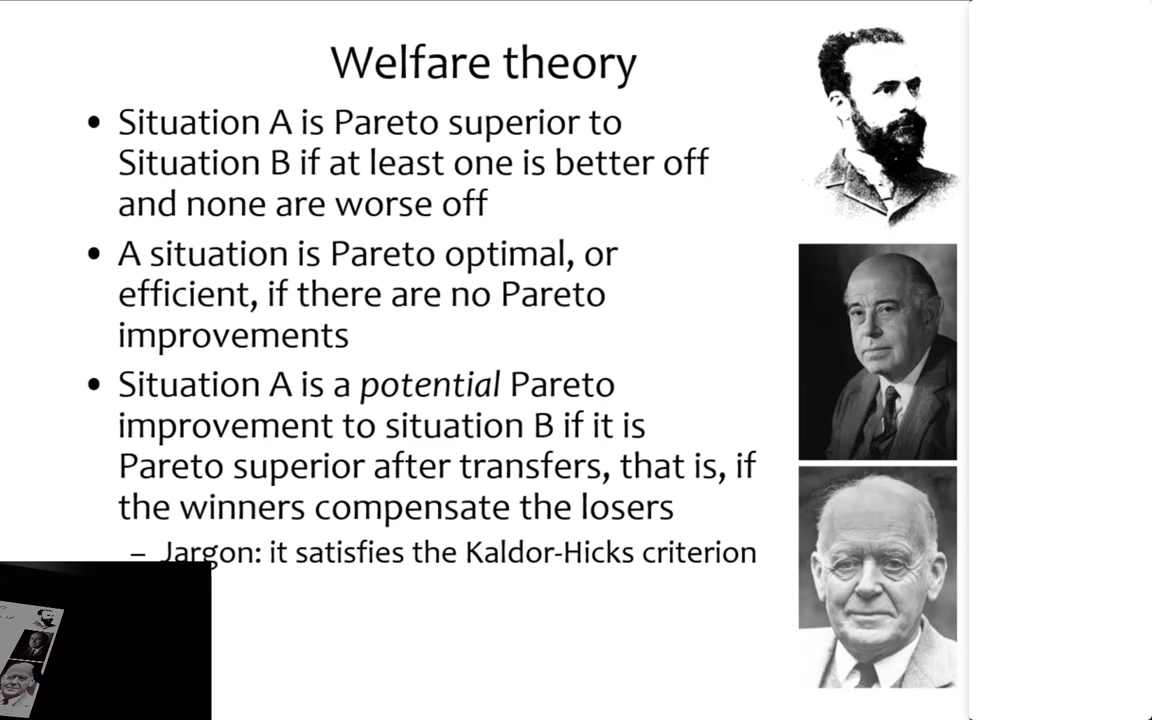 Welfare theory
• Situation A is Pareto superior to
Situation B if at least one is better off
and none are worse off
• A situation is Pareto optimal, or
efficient, if there are no Pareto
improvements
• Situation A is a potential Pareto
improvement to situation B if it is
Pareto superior after transfers, that is, if
the winners compensate the losers
– Jargon: it satisfies the Kaldor-Hicks criterion